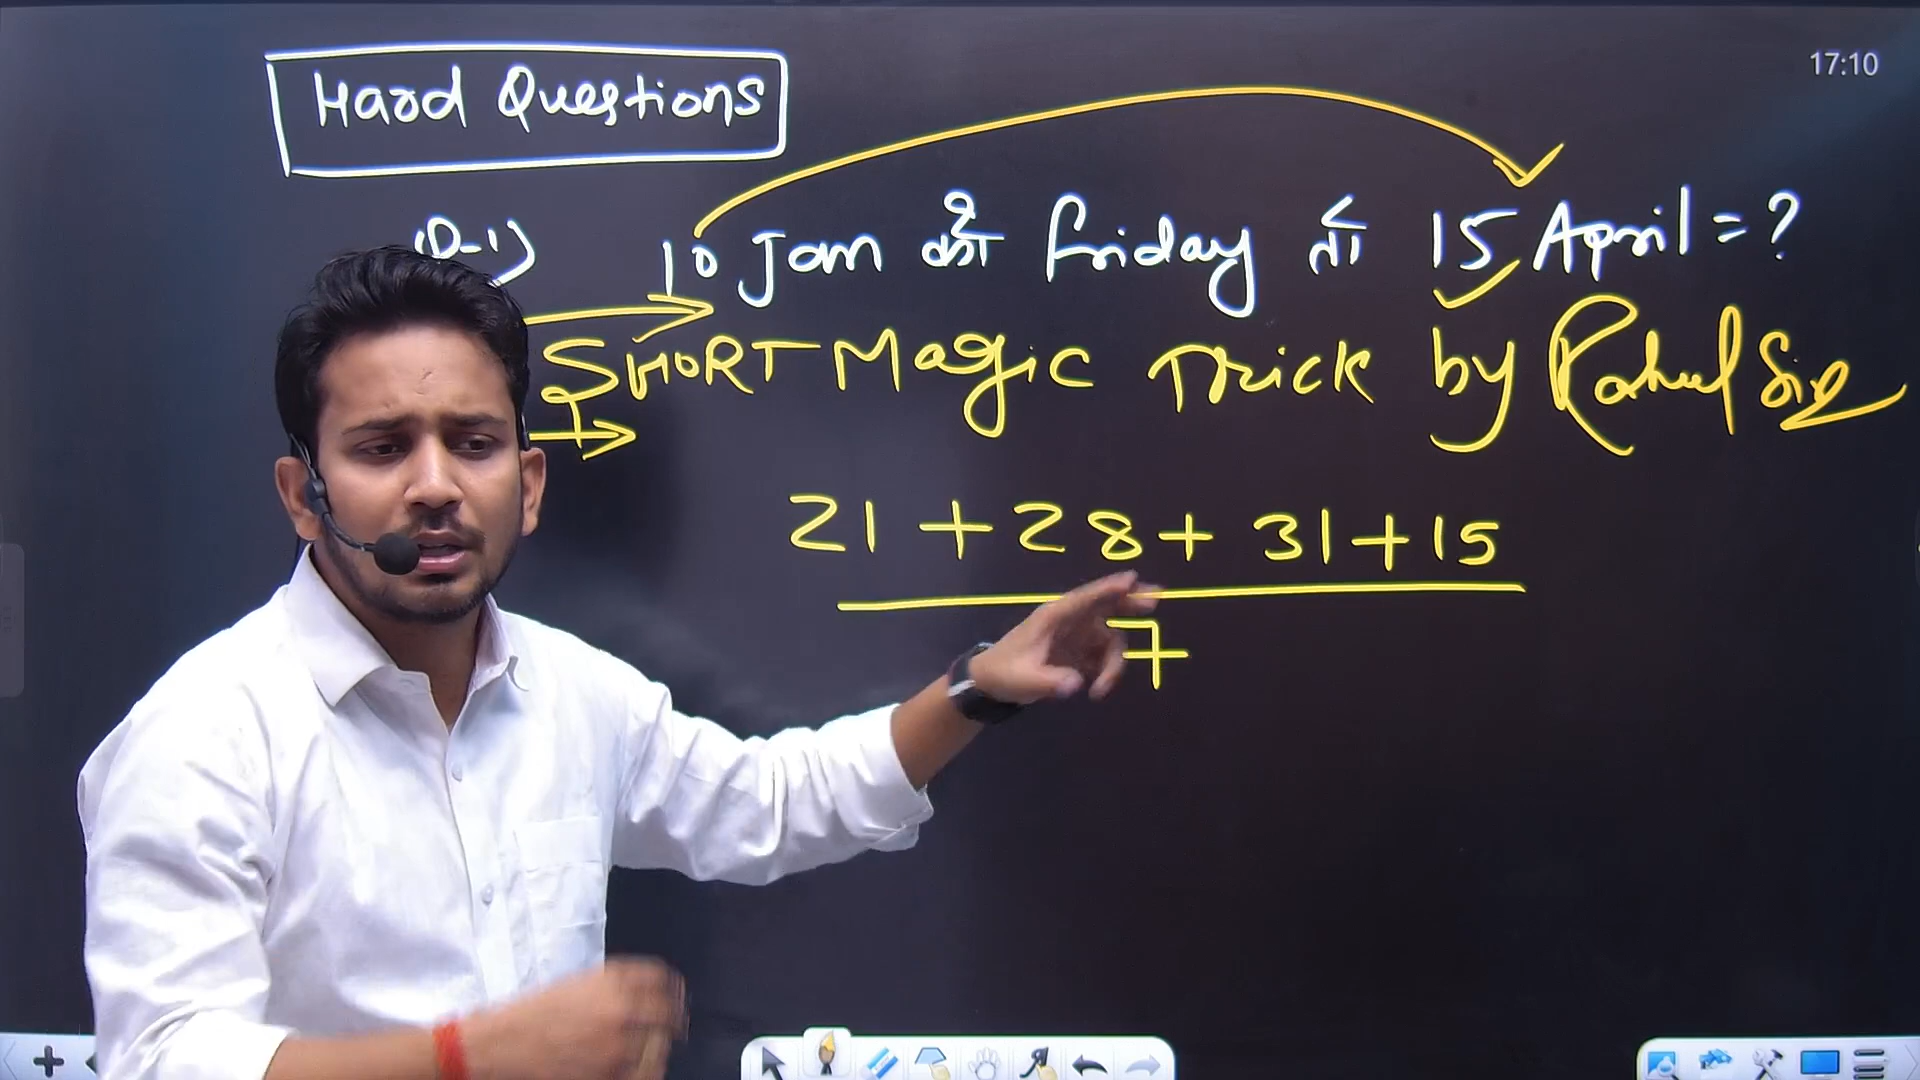 17:10
Hard Questions
Q-1) 10 Jan को Friday तो 15 April = ?
SHORT Magic Trick by Rahul Sir
21 + 28 + 31 + 15
7